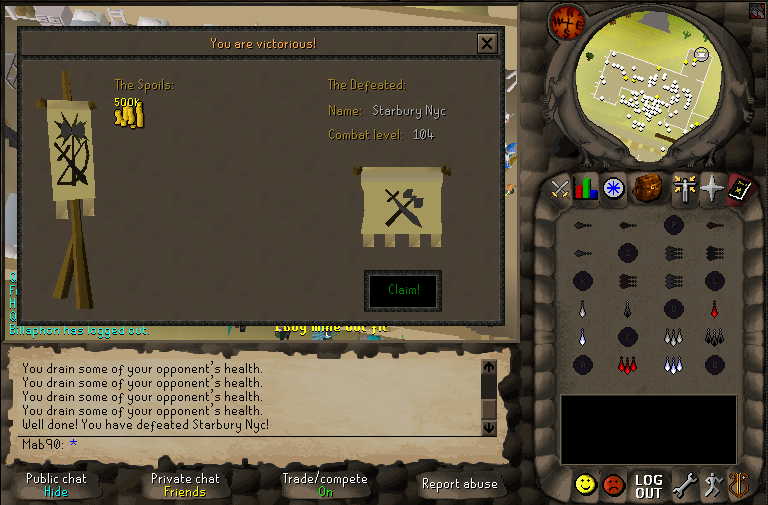 You are victorious!
The Spoils:
500K
The Defeated:
Name: Starbury Nyc
Combat level: 104
Claim!
Bilaphon has logged out.
You drain some of your opponent's health.
You drain some of your opponent's health.
You drain some of your opponent's health.
You drain some of your opponent's health.
Well done! You have defeated Starbury Nyc!
Mab90: *
Public chat
Hide
Private chat
Friends
Trade/compete
On
Report abuse
LOG
OUT